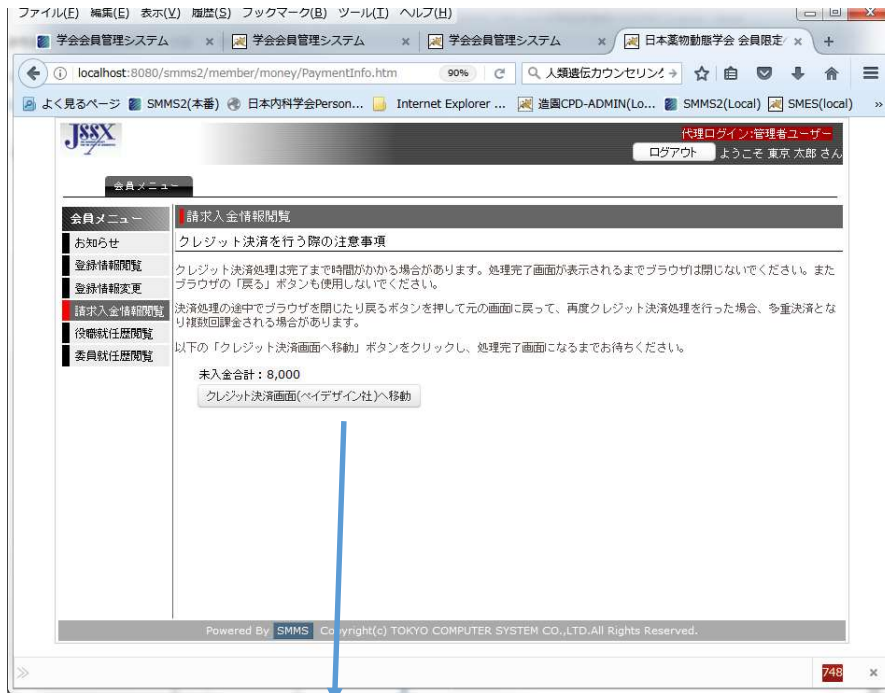 ファイル(F) 編集(E) 表示(V) 履歴(S) ブックマーク(B) ツール(T) ヘルプ(H)
学会会員管理システム × 学会会員管理システム × 学会会員管理システム × 日本薬物動態学会 会員限定 × +
localhost:8080/smms2/member/money/PaymentInfo.htm 90% 人類遺伝カウンセリング
よく見るページ SMMS2(本番) 日本内科学会Person... Internet Explorer ... 造園CPD-ADMIN(Lo... SMMS2(Local) SMES(local) »
JSSX
代理ログイン:管理者ユーザー
ログアウト ようこそ 東京 太郎 さん
会員メニュー
会員メニュー
お知らせ
登録情報閲覧
登録情報変更
請求入金情報閲覧
役職就任歴閲覧
委員就任歴閲覧
請求入金情報閲覧
クレジット決済を行う際の注意事項
クレジット決済処理は完了まで時間がかかる場合があります。処理完了画面が表示されるまでブラウザは閉じないでください。また
ブラウザの「戻る」ボタンも使用しないでください。
決済処理の途中でブラウザを閉じたり戻るボタンを押して元の画面に戻って、再度クレジット決済処理を行った場合、多重決済とな
り複数回課金される場合があります。
以下の「クレジット決済画面へ移動」ボタンをクリックし、処理完了画面になるまでお待ちください。
未入金合計：8,000
クレジット決済画面(ペイデザイン社)へ移動
Powered By SMMS Copyright(c) TOKYO COMPUTER SYSTEM CO.,LTD.All Rights Reserved.
748 ×